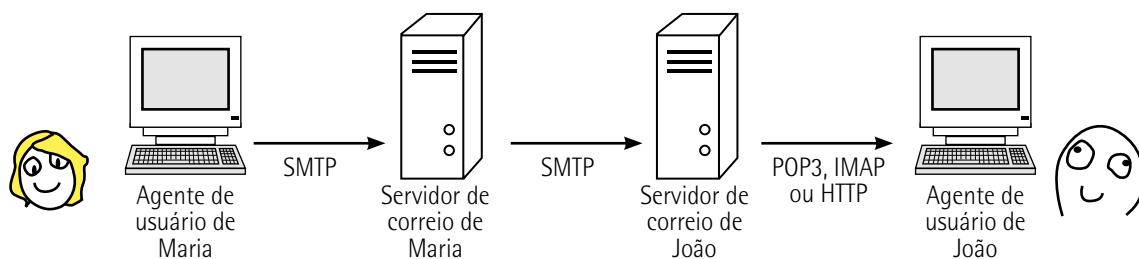 SMTP
SMTP
POP3, IMAP
ou HTTP
Agente de
usuário de
Maria
Servidor de
correio de
Maria
Servidor de
correio de
João
Agente de
usuário de
João